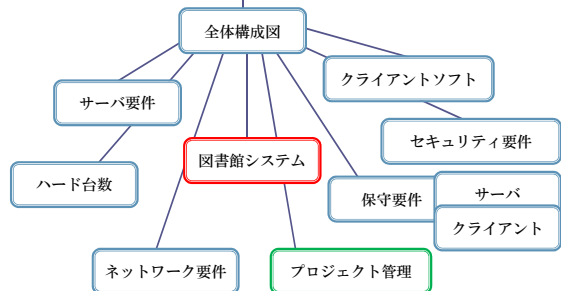 全体構成図
クライアントソフト
サーバ要件
セキュリティ要件
図書館システム
ハード台数
保守要件
サーバ
クライアント
ネットワーク要件
プロジェクト管理